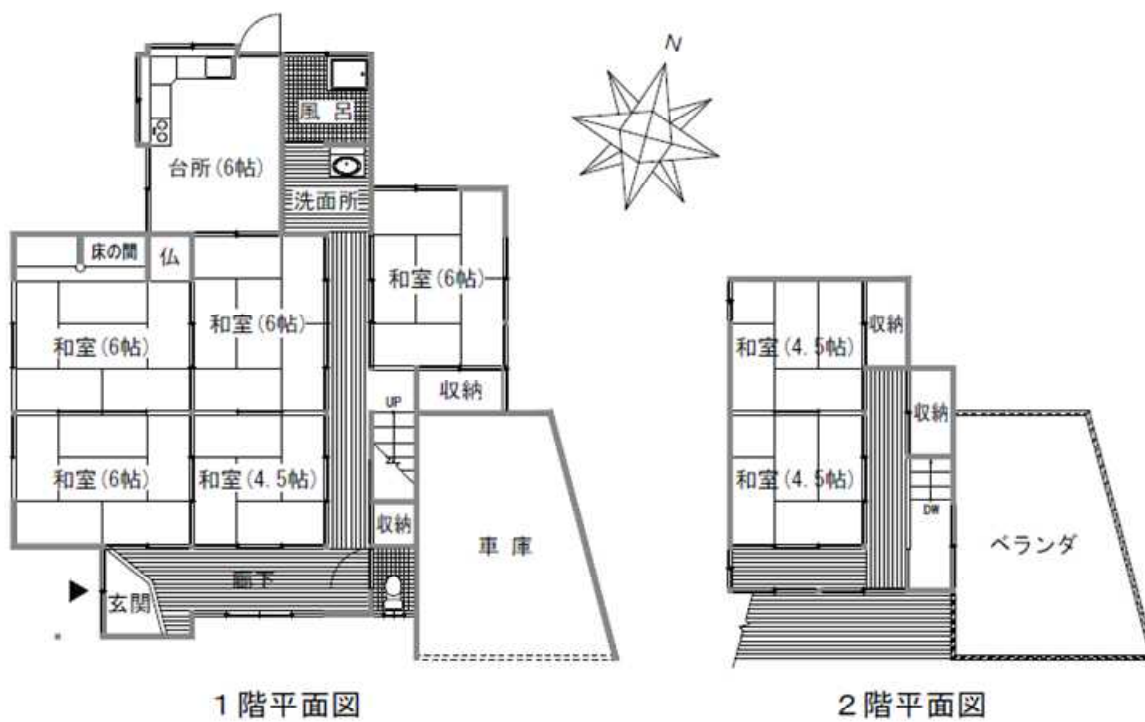 N
風呂
台所(6帖)
洗面所
床の間
仏
和室(6帖)
和室(6帖)
和室(6帖)
収納
UP
和室(6帖)
和室(4.5帖)
収納
車庫
廊下
玄関
1階平面図
収納
和室(4.5帖)
収納
和室(4.5帖)
DW
ベランダ
2階平面図